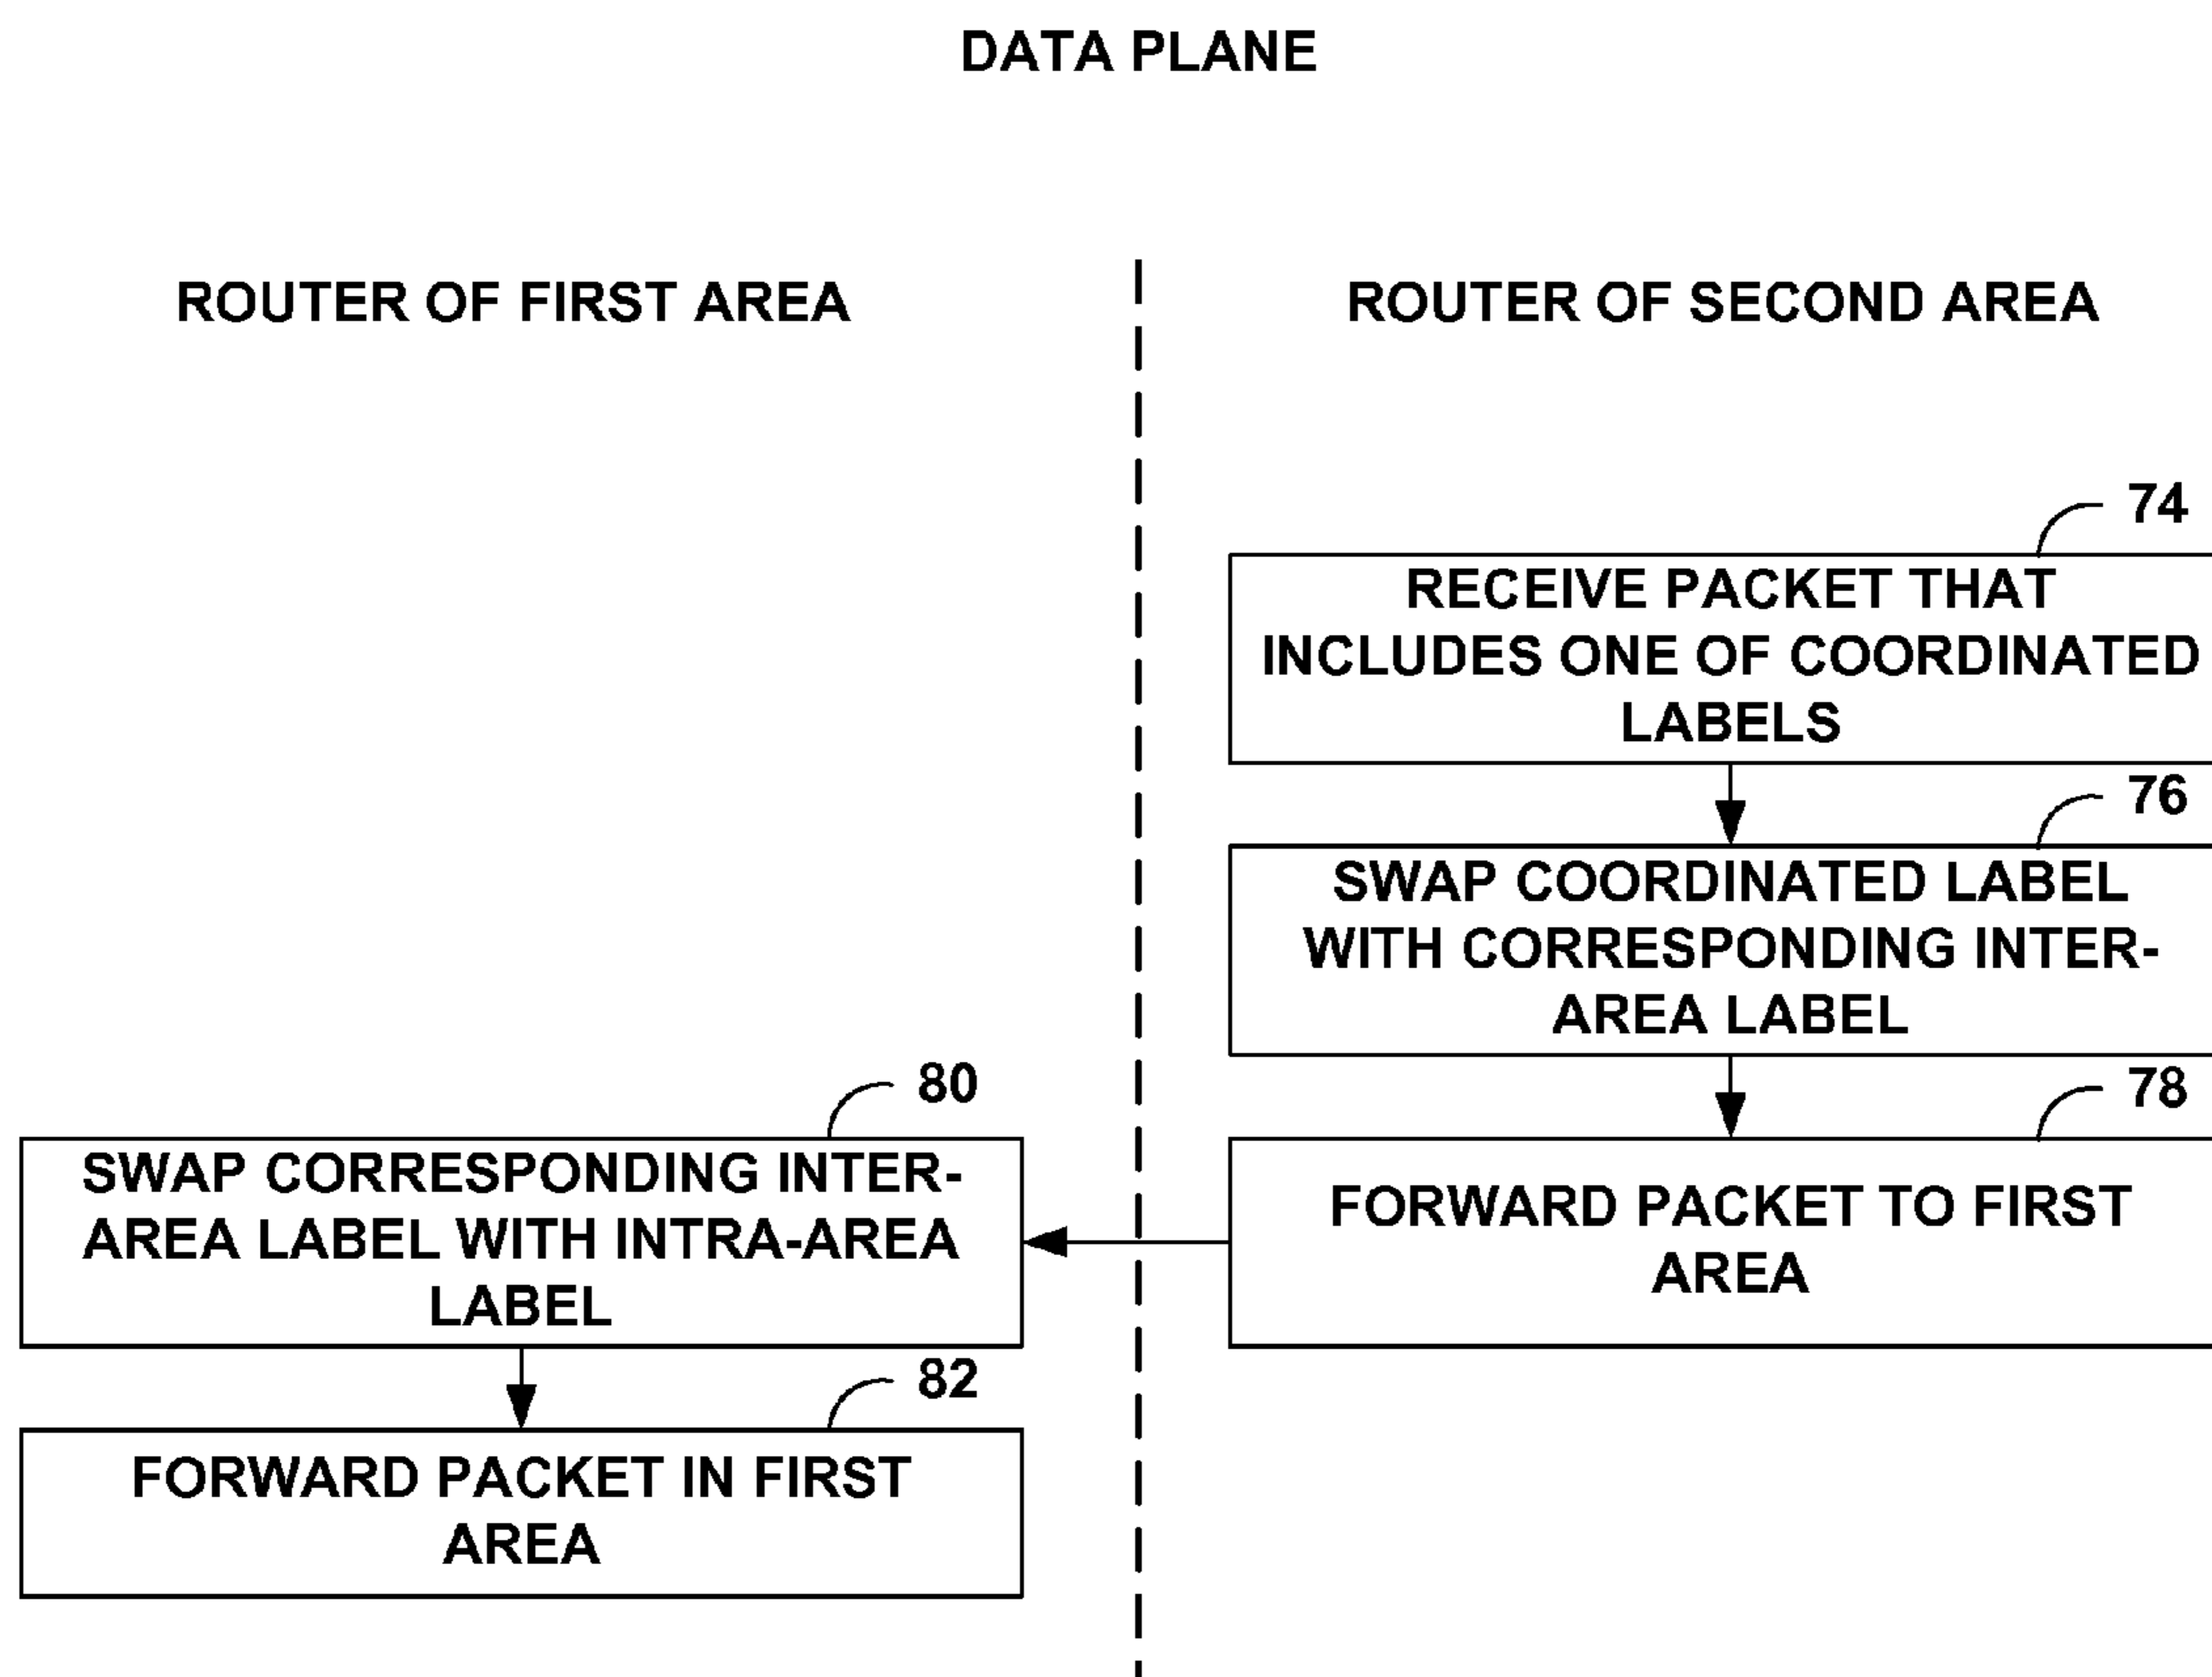 DATA PLANE
ROUTER OF FIRST AREA
ROUTER OF SECOND AREA
74
RECEIVE PACKET THAT
INCLUDES ONE OF COORDINATED
LABELS
76
SWAP COORDINATED LABEL
WITH CORRESPONDING INTER-
AREA LABEL
78
FORWARD PACKET TO FIRST
AREA
80
SWAP CORRESPONDING INTER-
AREA LABEL WITH INTRA-AREA
LABEL
82
FORWARD PACKET IN FIRST
AREA